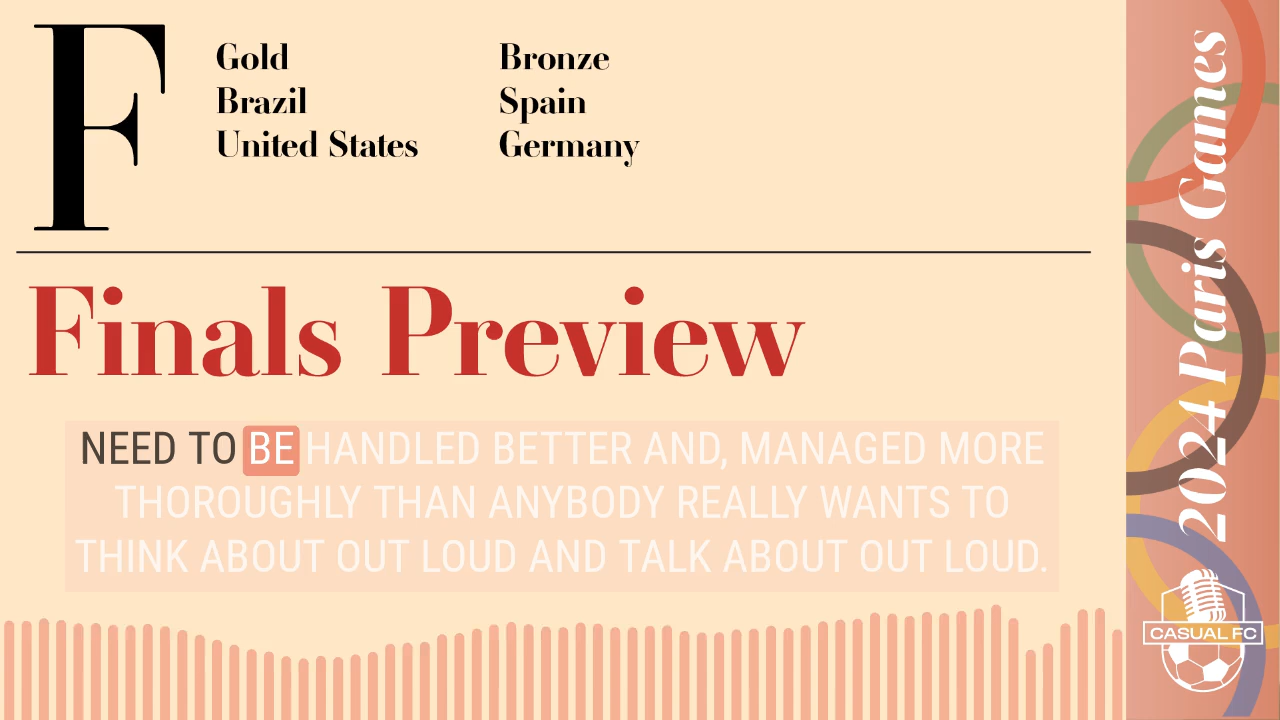 F
Gold
Brazil
United States
Bronze
Spain
Germany
Finals Preview
NEED TO BE HANDLED BETTER AND, MANAGED MORE
THOROUGHLY THAN ANYBODY REALLY WANTS TO
THINK ABOUT OUT LOUD AND TALK ABOUT OUT LOUD.
2024 Paris Games
CASUAL FC